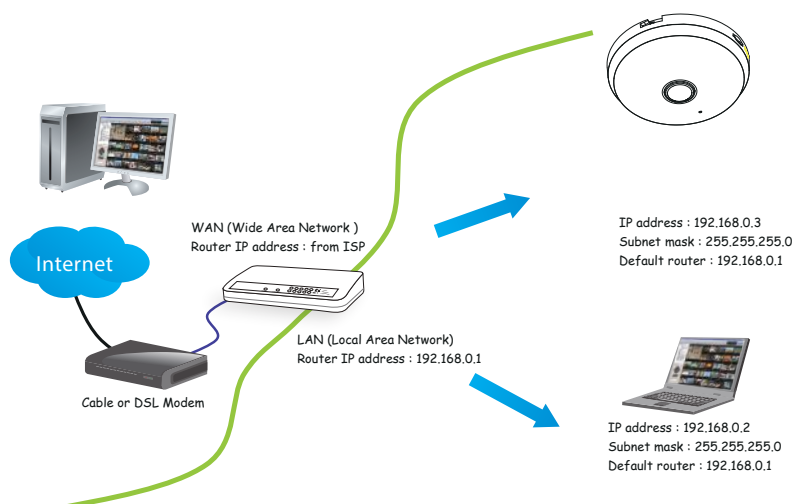 WAN (Wide Area Network )
Router IP address : from ISP
Internet
IP address : 192.168.0.3
Subnet mask : 255.255.255.0
Default router : 192.168.0.1
LAN (Local Area Network)
Router IP address : 192.168.0.1
Cable or DSL Modem
IP address : 192.168.0.2
Subnet mask : 255.255.255.0
Default router : 192.168.0.1